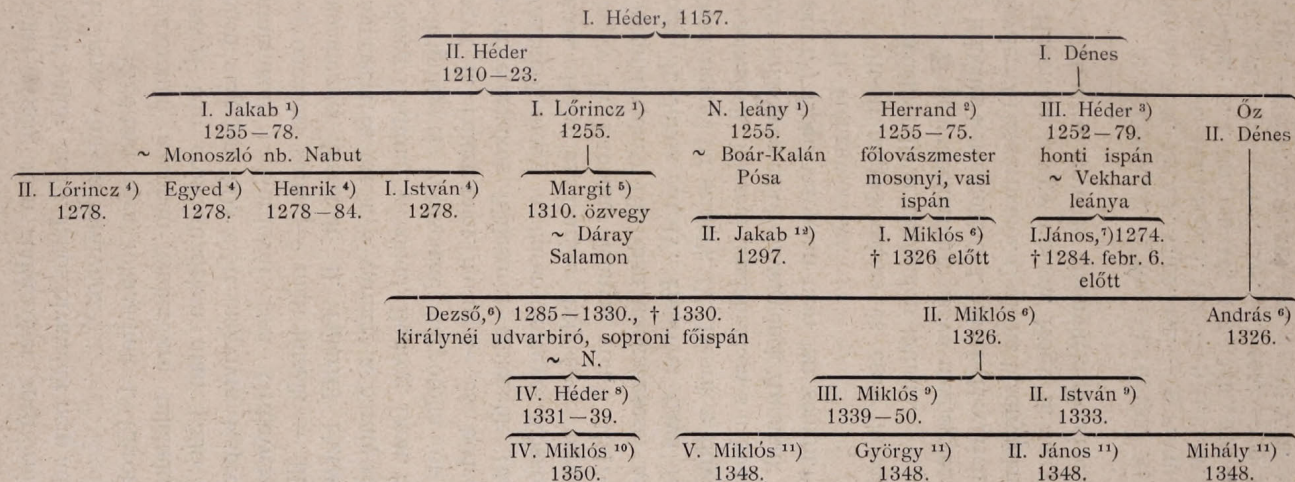 I. Héder, 1157.
II. Héder
1210—23.
I. Dénes
I. Jakab ¹)
1255—78.
~ Monoszló nb. Nabut
I. Lőrincz ¹)
1255.
N. leány ¹)
1255.
~ Boár-Kalán
Pósa
Herrand ²)
1255—75.
főlovászmester
mosonyi, vasi
ispán
III. Héder ³)
1252—79.
honti ispán
~ Vekhard
leánya
Őz
II. Dénes
II. Lőrincz ⁴)
1278.
Egyed ⁴)
1278.
Henrik ⁴)
1278—84.
I. István ⁴)
1278.
Margit ⁵)
1310. özvegy
~ Dáray
Salamon
II. Jakab ¹²)
1297.
I. Miklós ⁶)
† 1326 előtt
I.János,⁷)1274.
†1284. febr. 6.
előtt
Dezső,⁶) 1285—1330., † 1330.
királynéi udvarbiró, soproni főispán
~ N.
II. Miklós ⁶)
1326.
András ⁶)
1326.
IV. Héder ⁸)
1331—39.
III. Miklós ⁹)
1339—50.
II. István ⁹)
1333.
IV. Miklós ¹⁰)
1350.
V. Miklós ¹¹)
1348.
György ¹¹)
1348.
II. János ¹¹)
1348.
Mihály ¹¹)
1348.